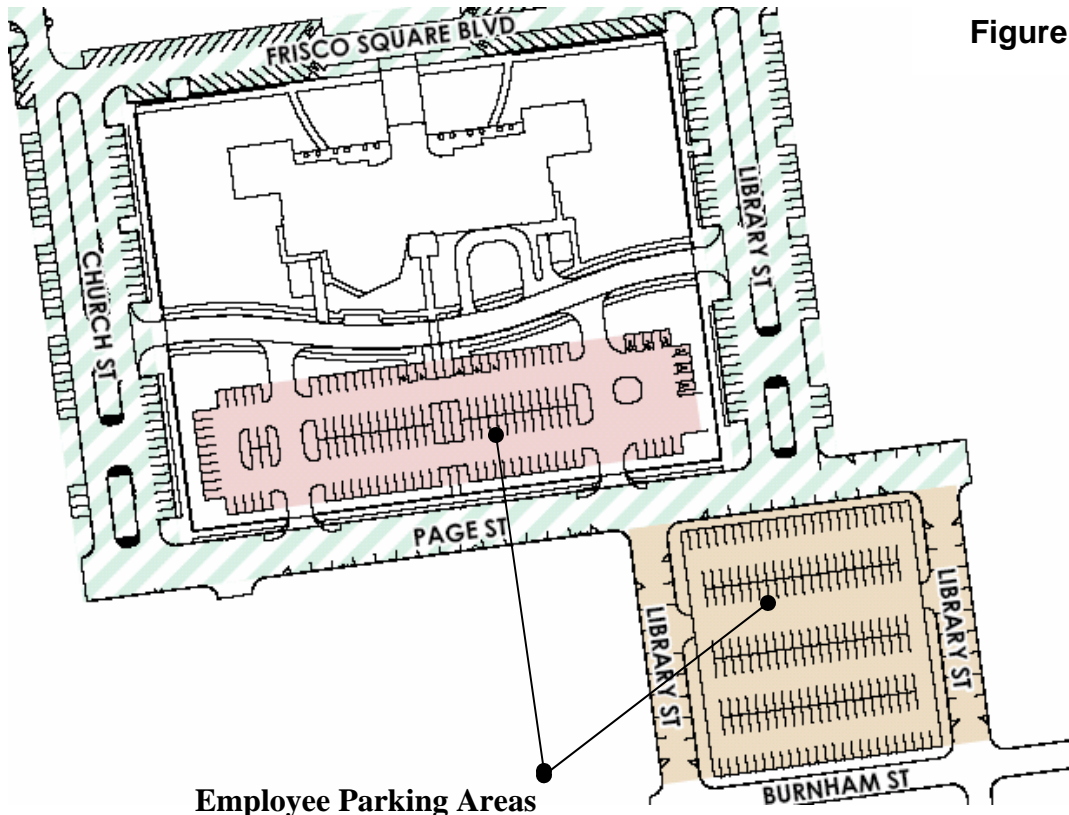 Figure
FRISCO SQUARE BLVD
LIBRARY ST
CHURCH ST
PAGE ST
LIBRARY ST
LIBRARY ST
BURNHAM ST
Employee Parking Areas